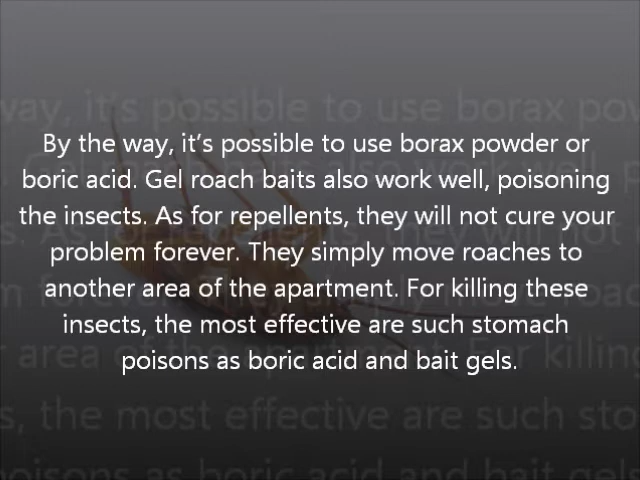 By the way, it's possible to use borax powder or
boric acid. Gel roach baits also work well, poisoning
the insects. As for repellents, they will not cure your
problem forever. They simply move roaches to
another area of the apartment. For killing these
insects, the most effective are such stomach
poisons as boric acid and bait gels.